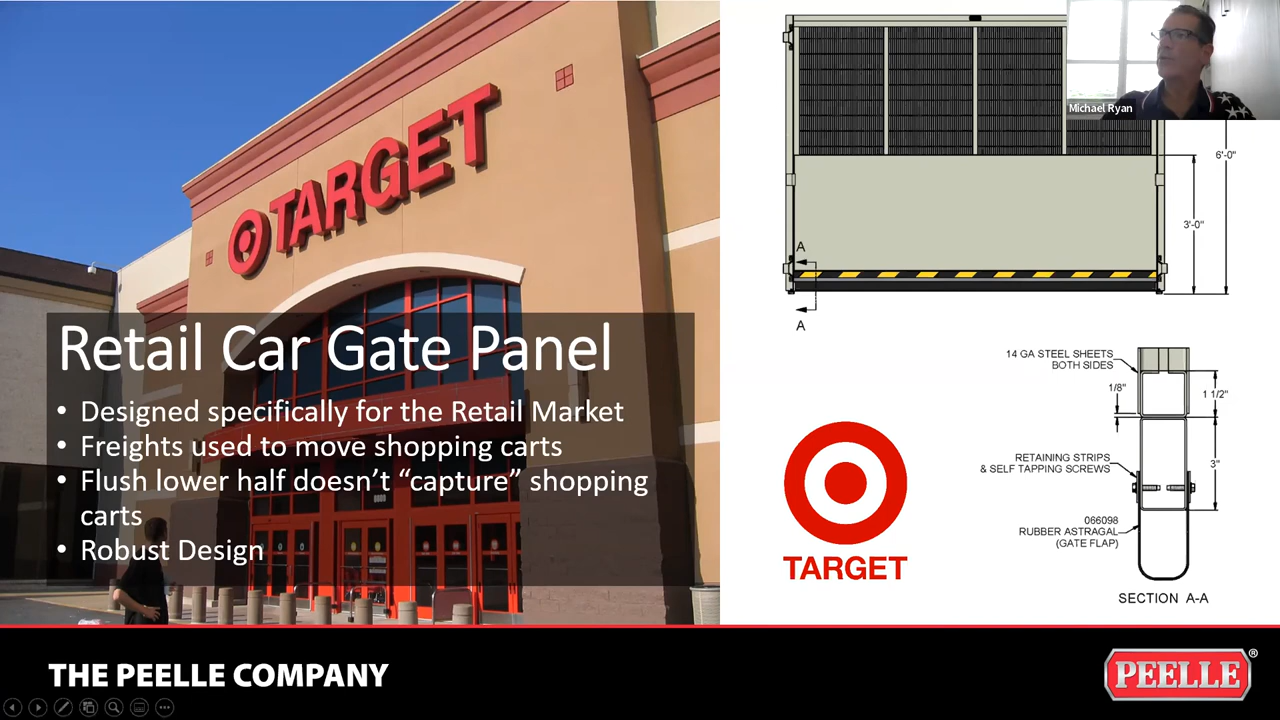 TARGET
Retail Car Gate Panel
• Designed specifically for the Retail Market
• Freights used to move shopping carts
• Flush lower half doesn’t “capture” shopping
carts
• Robust Design
Michael Ryan
6'-0"
3'-0"
A
A
14 GA STEEL SHEETS
BOTH SIDES
1/8"
1 1/2"
RETAINING STRIPS
& SELF TAPPING SCREWS
3"
066098
RUBBER ASTRAGAL
(GATE FLAP)
SECTION A-A
TARGET
THE PEELLE COMPANY
PEELLE®